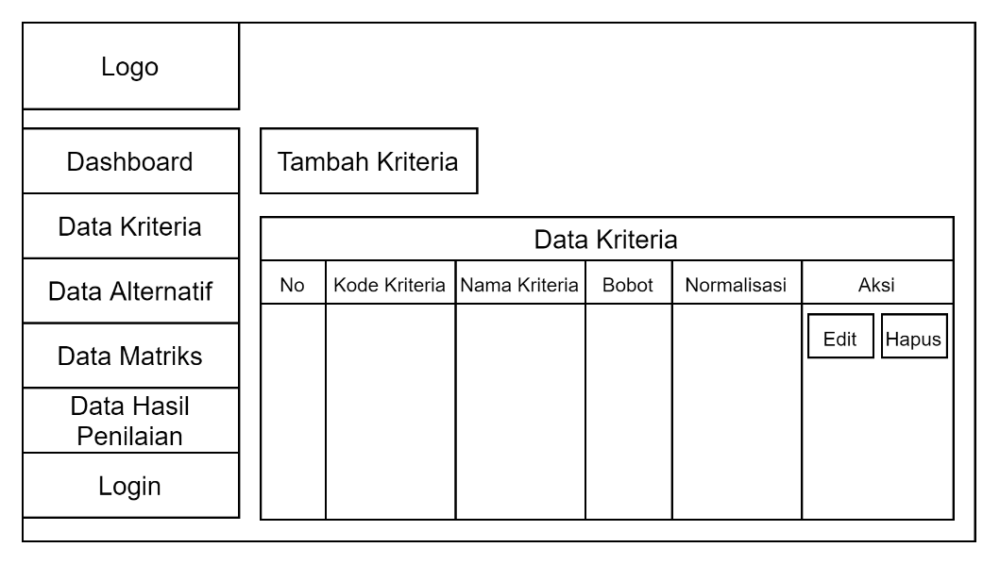 Logo
Dashboard
Data Kriteria
Data Alternatif
Data Matriks
Data Hasil
Penilaian
Login
Tambah Kriteria
Data Kriteria
No Kode Kriteria Nama Kriteria Bobot Normalisasi Aksi
Edit Hapus